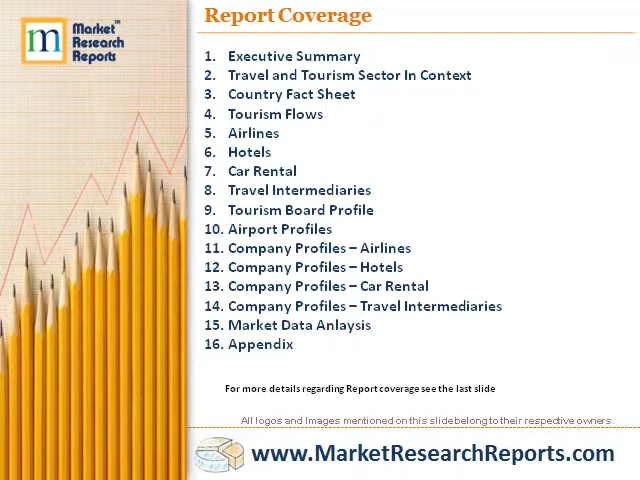 m
Market™
Research
Reports
Report Coverage
1. Executive Summary
2. Travel and Tourism Sector In Context
3. Country Fact Sheet
4. Tourism Flows
5. Airlines
6. Hotels
7. Car Rental
8. Travel Intermediaries
9. Tourism Board Profile
10. Airport Profiles
11. Company Profiles – Airlines
12. Company Profiles – Hotels
13. Company Profiles – Car Rental
14. Company Profiles – Travel Intermediaries
15. Market Data Anlaysis
16. Appendix
For more details regarding Report coverage see the last slide
All logos and Images mentioned on this slide belong to their respective owners.
www.MarketResearchReports.com